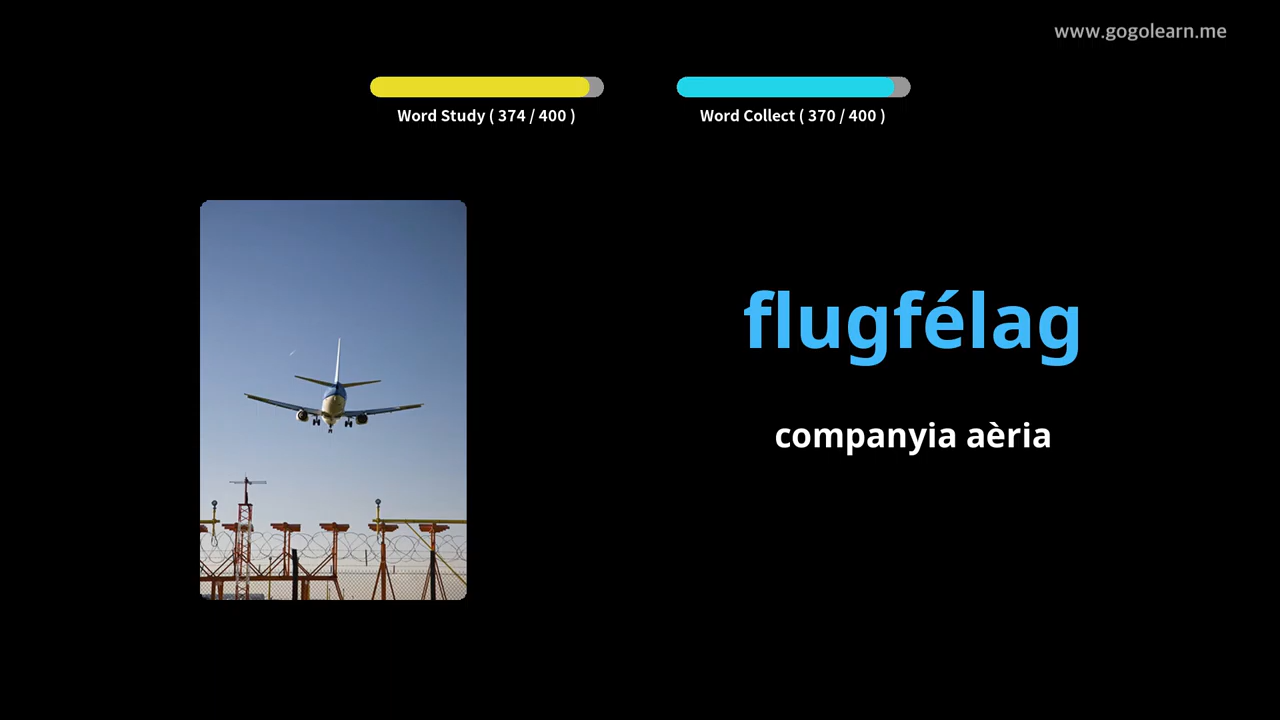 www.gogolearn.me
Word Study ( 374 / 400 )
Word Collect ( 370 / 400 )
flugfélag
companyia aèria